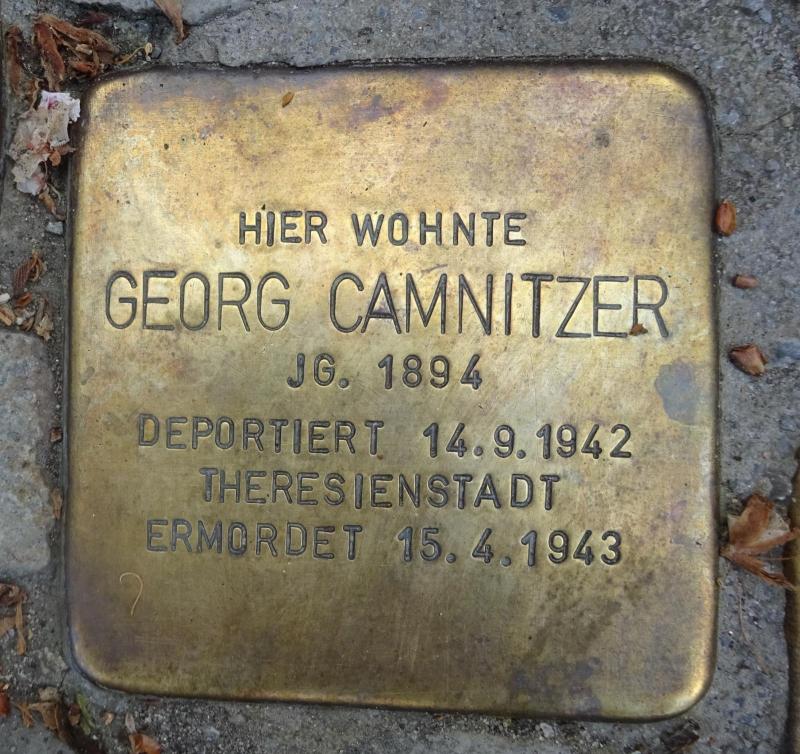 HIER WOHNTE
GEORG CAMNITZER
JG. 1894
DEPORTIERT 14.9.1942
THERESIENSTADT
ERMORDET 15.4.1943